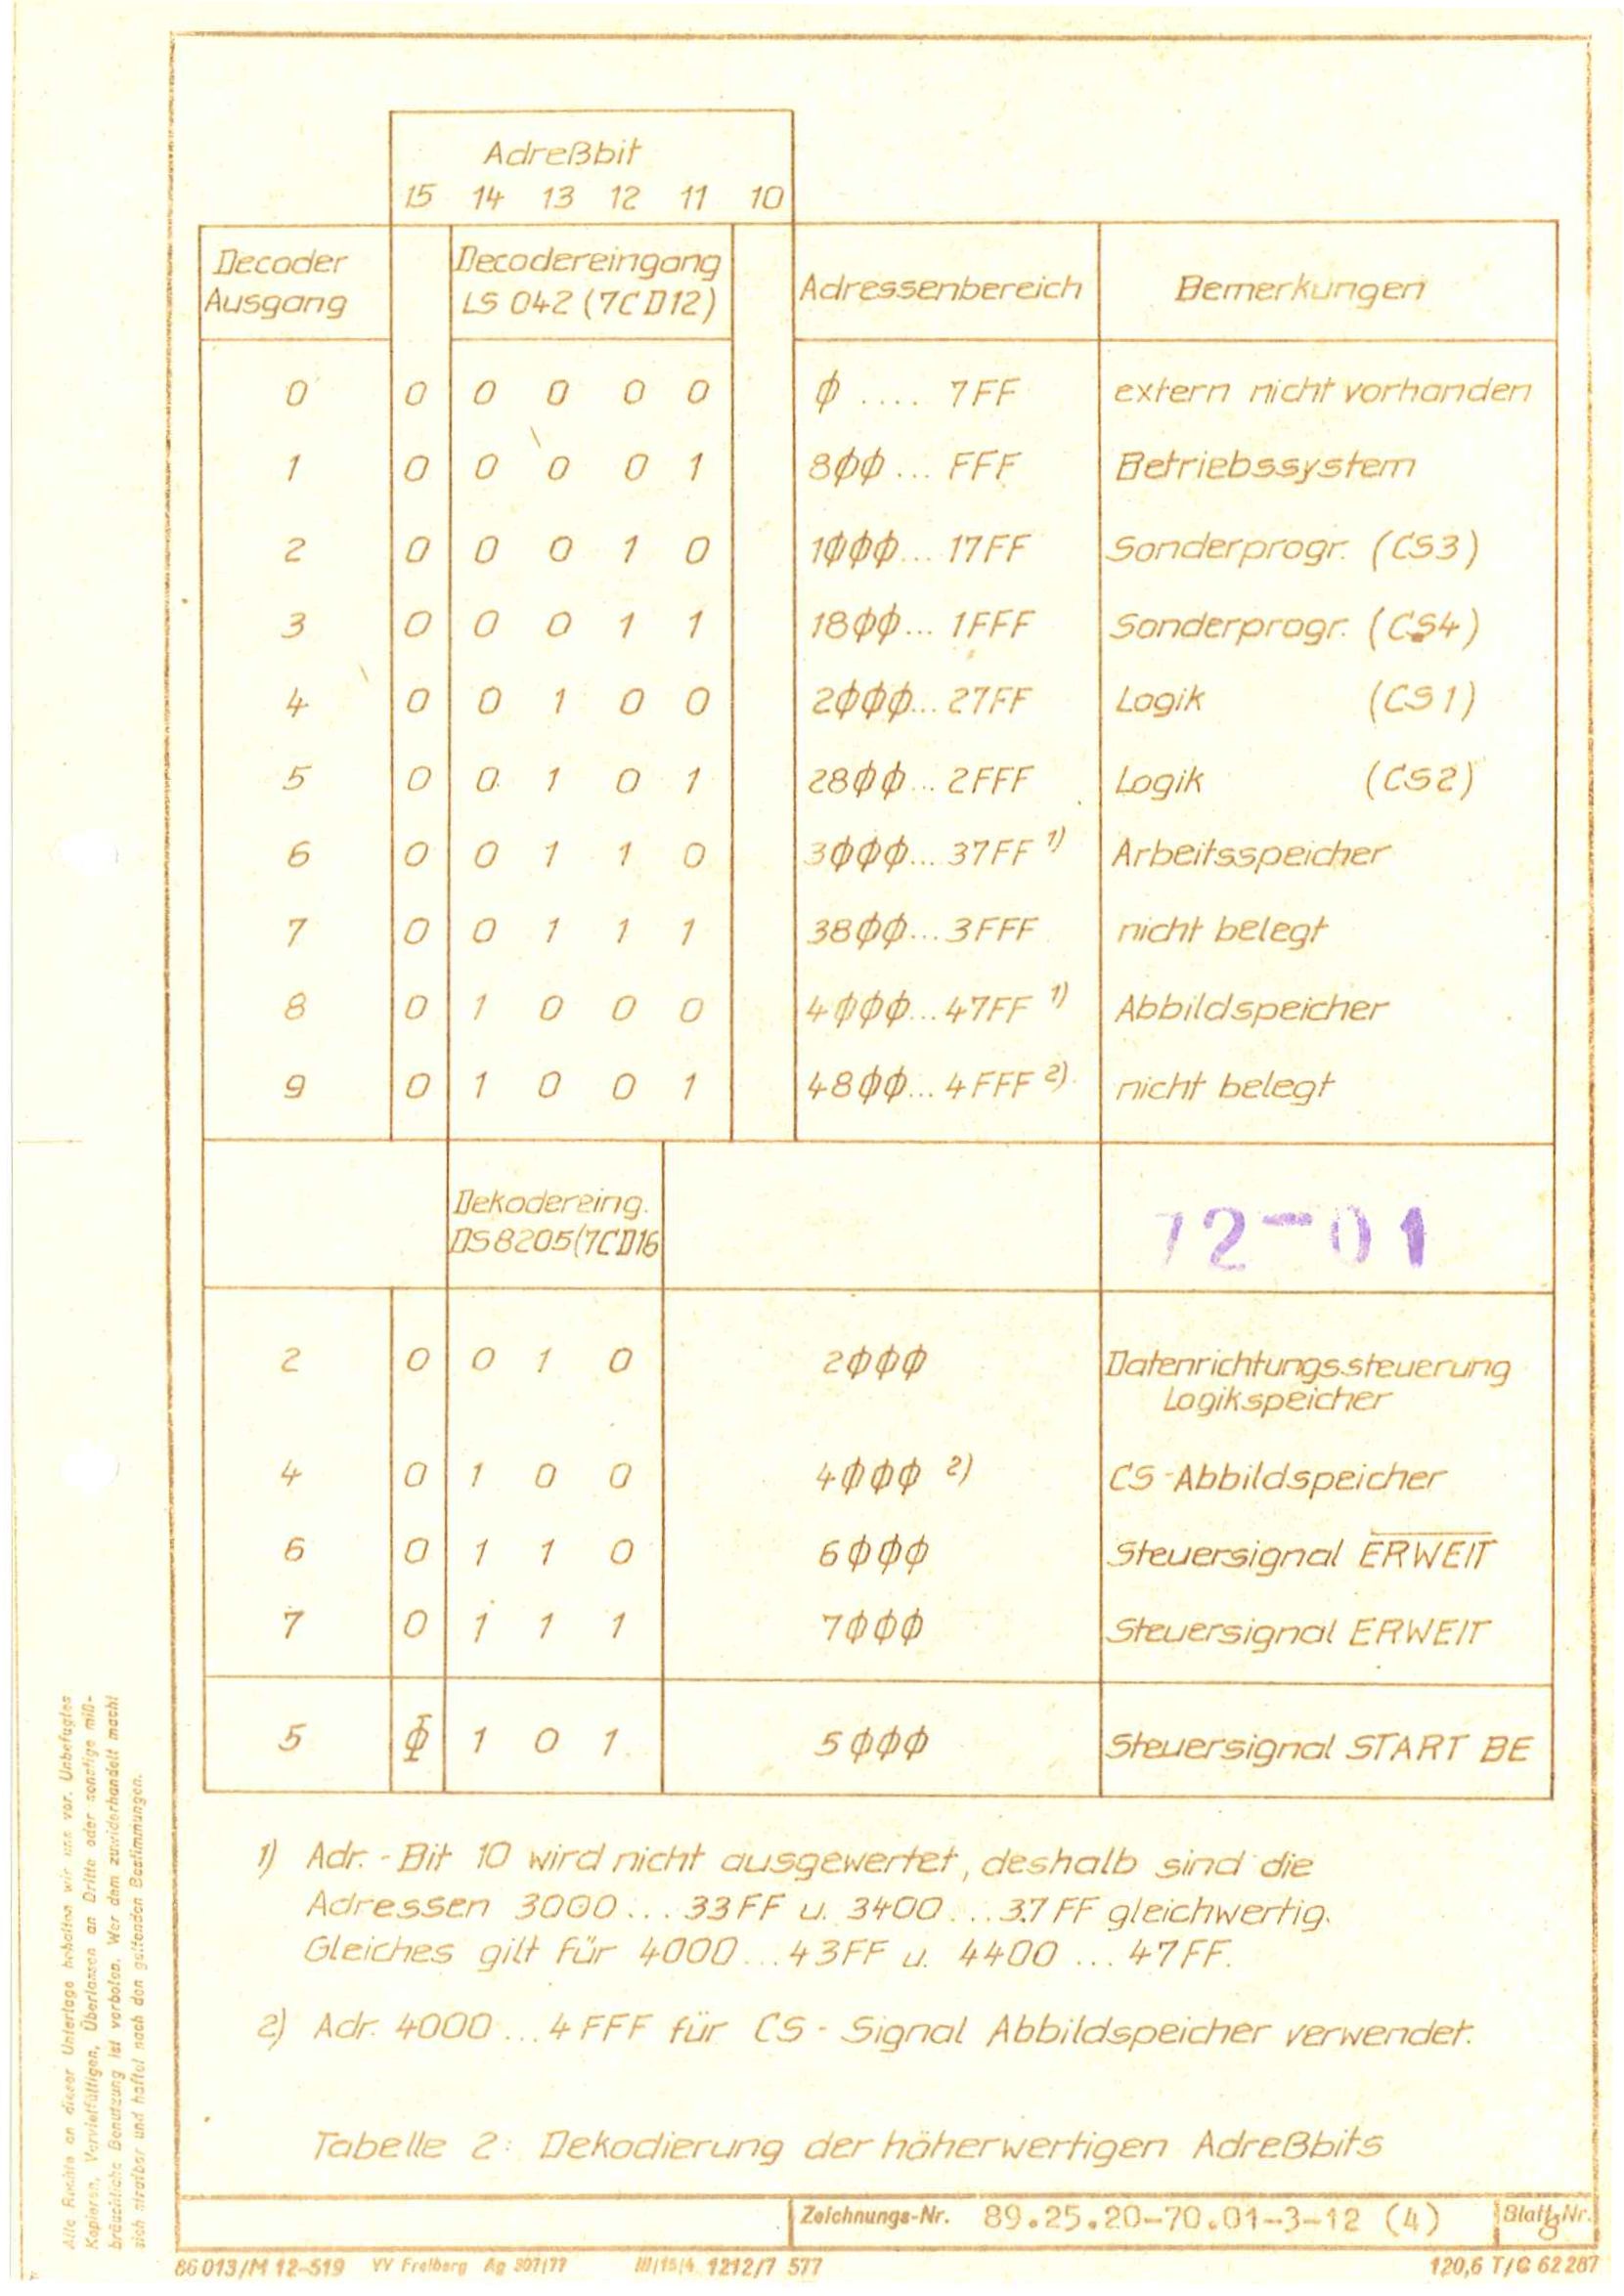 Adreßbit
15 14 13 12 11 10
Decoder Ausgang | Decodereingang LS 042 (7CD12) | Adressenbereich | Bemerkungen
0 0 0 0 0 0 ϕ .... 7FF extern nicht vorhanden
1 0 0 0 0 1 8ϕϕ ... FFF Betriebssystem
2 0 0 0 1 0 1ϕϕϕ ... 17FF Sonderprogr. (CS3)
3 0 0 0 1 1 18ϕϕ ... 1FFF Sonderprogr. (CS4)
4 0 0 1 0 0 2ϕϕϕ ... 27FF Logik (CS1)
5 0 0 1 0 1 28ϕϕ ... 2FFF Logik (CS2)
6 0 0 1 1 0 3ϕϕϕ ... 37FF 1) Arbeitsspeicher
7 0 0 1 1 1 38ϕϕ ... 3FFF nicht belegt
8 0 1 0 0 0 4ϕϕϕ ... 47FF 1) Abbildspeicher
9 0 1 0 0 1 48ϕϕ ... 4FFF 2) nicht belegt
Dekodereing.
DS8205(7CD16
72-01
2 0 0 1 0 2ϕϕϕ Datenrichtungssteuerung
Logikspeicher
4 0 1 0 0 4ϕϕϕ 2) CS-Abbildspeicher
6 0 1 1 0 6ϕϕϕ Steuersignal E̅R̅W̅E̅I̅T̅
7 0 1 1 1 7ϕϕϕ Steuersignal ERWEIT
5 Φ 1 0 1 5ϕϕϕ Steuersignal START BE
1) Adr.-Bit 10 wird nicht ausgewertet, deshalb sind die
Adressen 3000 ... 33FF u. 3400 ... 37FF gleichwertig.
Gleiches gilt für 4000 ... 43FF u. 4400 ... 47FF.
2) Adr. 4000 ... 4FFF für CS-Signal Abbildspeicher verwendet.
Tabelle 2: Dekodierung der höherwertigen Adreßbits
Zeichnungs-Nr. 89.25.20-70.01-3-12 (4) Blatt-Nr.
86 013/M 12-519 VV Freiberg Ag 307/77 III/15/4 1212/7 577 120,6 T/G 62 287
Alle Rechte an dieser Unterlage behalten wir uns vor. Unbefugtes
Kopieren, Vervielfältigen, Überlassen an Dritte oder sonstige miß-
bräuchliche Benutzung ist verboten. Wer dem zuwiderhandelt macht
sich strafbar und haftet nach den geltenden Bestimmungen.